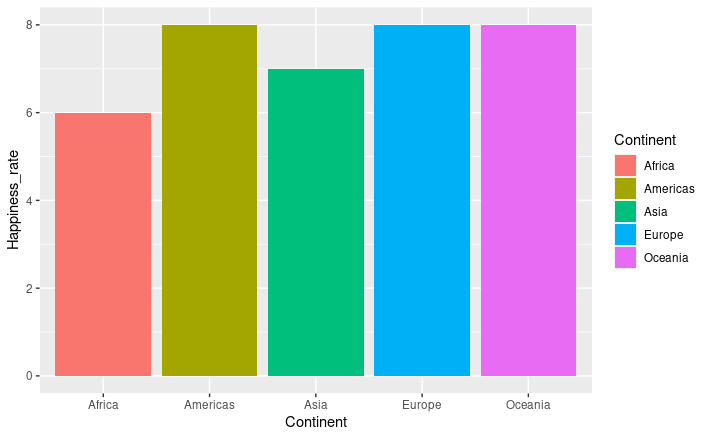 8
6
4
2
0
Happiness_rate
Africa
Americas
Asia
Europe
Oceania
Continent
Continent
Africa
Americas
Asia
Europe
Oceania